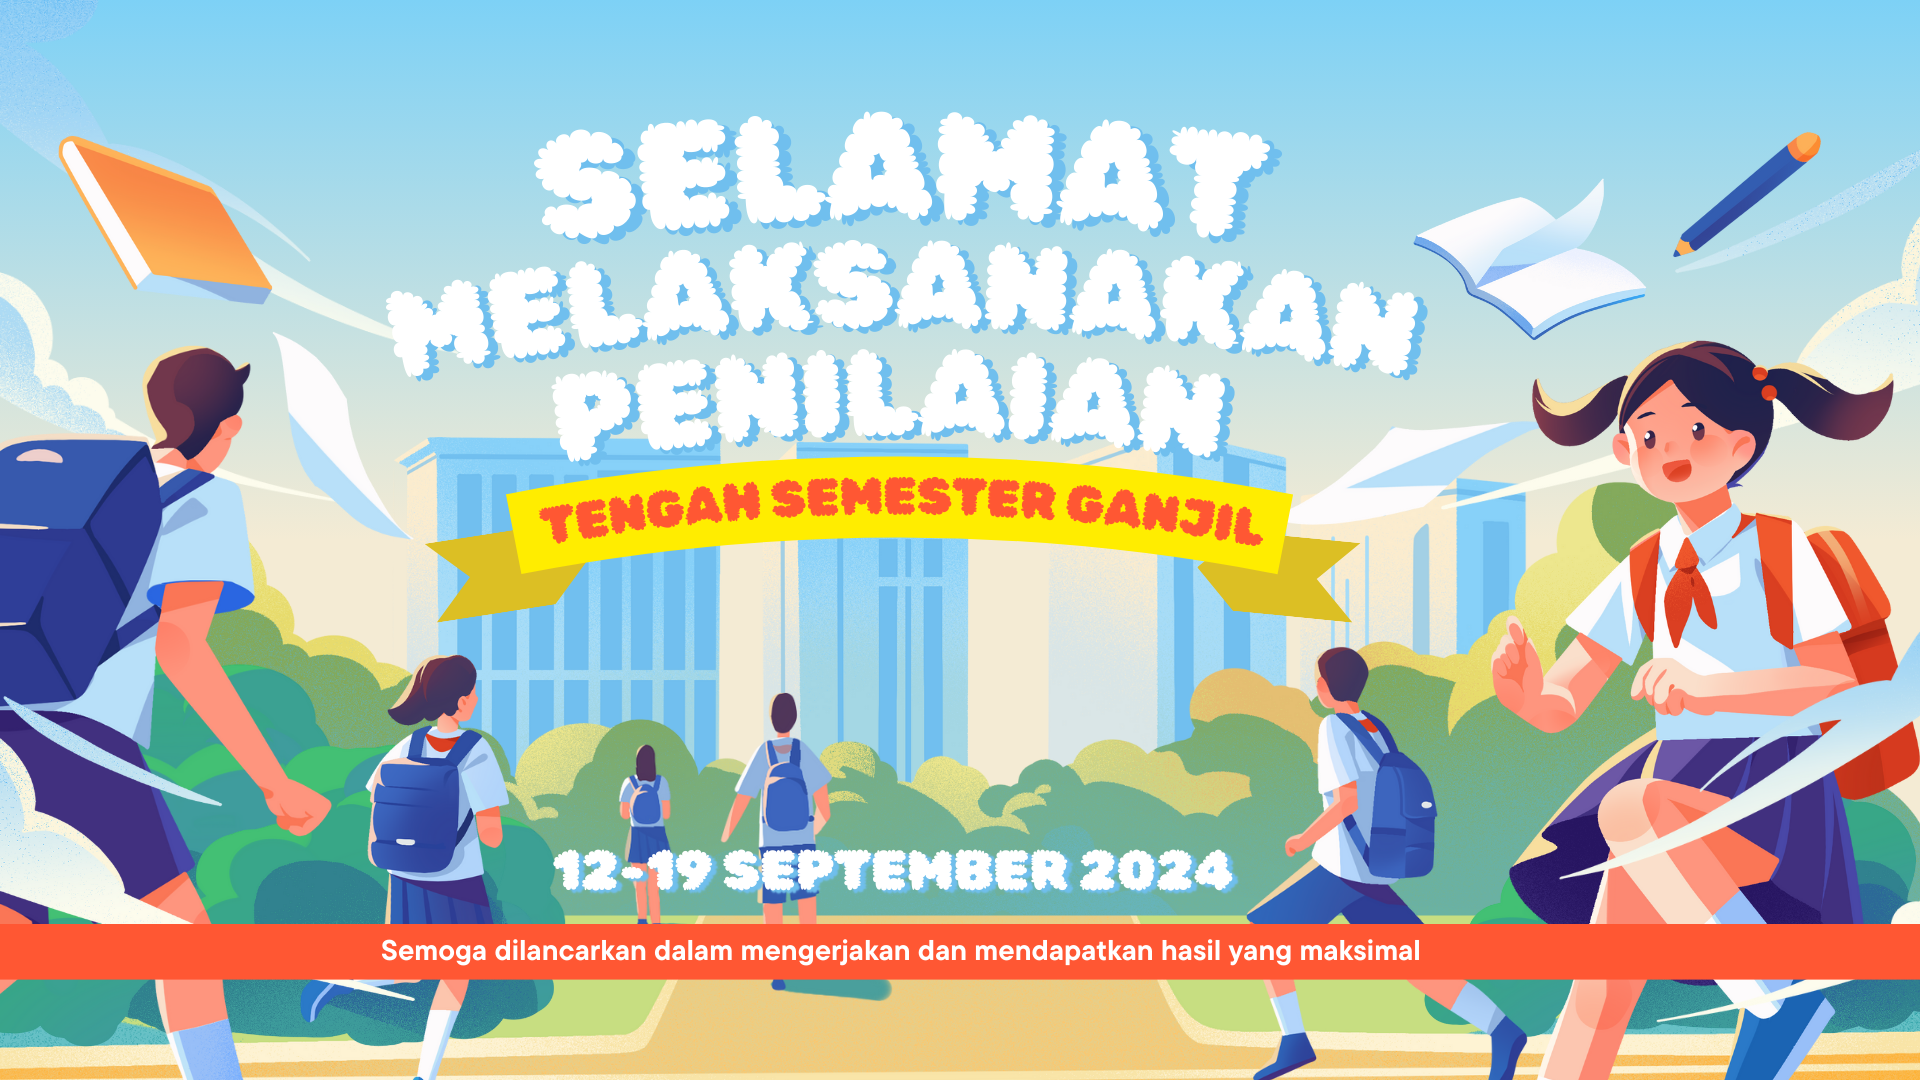 SELAMAT
MELAKSANAKAN
PENILAIAN
TENGAH SEMESTER GANJIL
12-19 SEPTEMBER 2024
Semoga dilancarkan dalam mengerjakan dan mendapatkan hasil yang maksimal